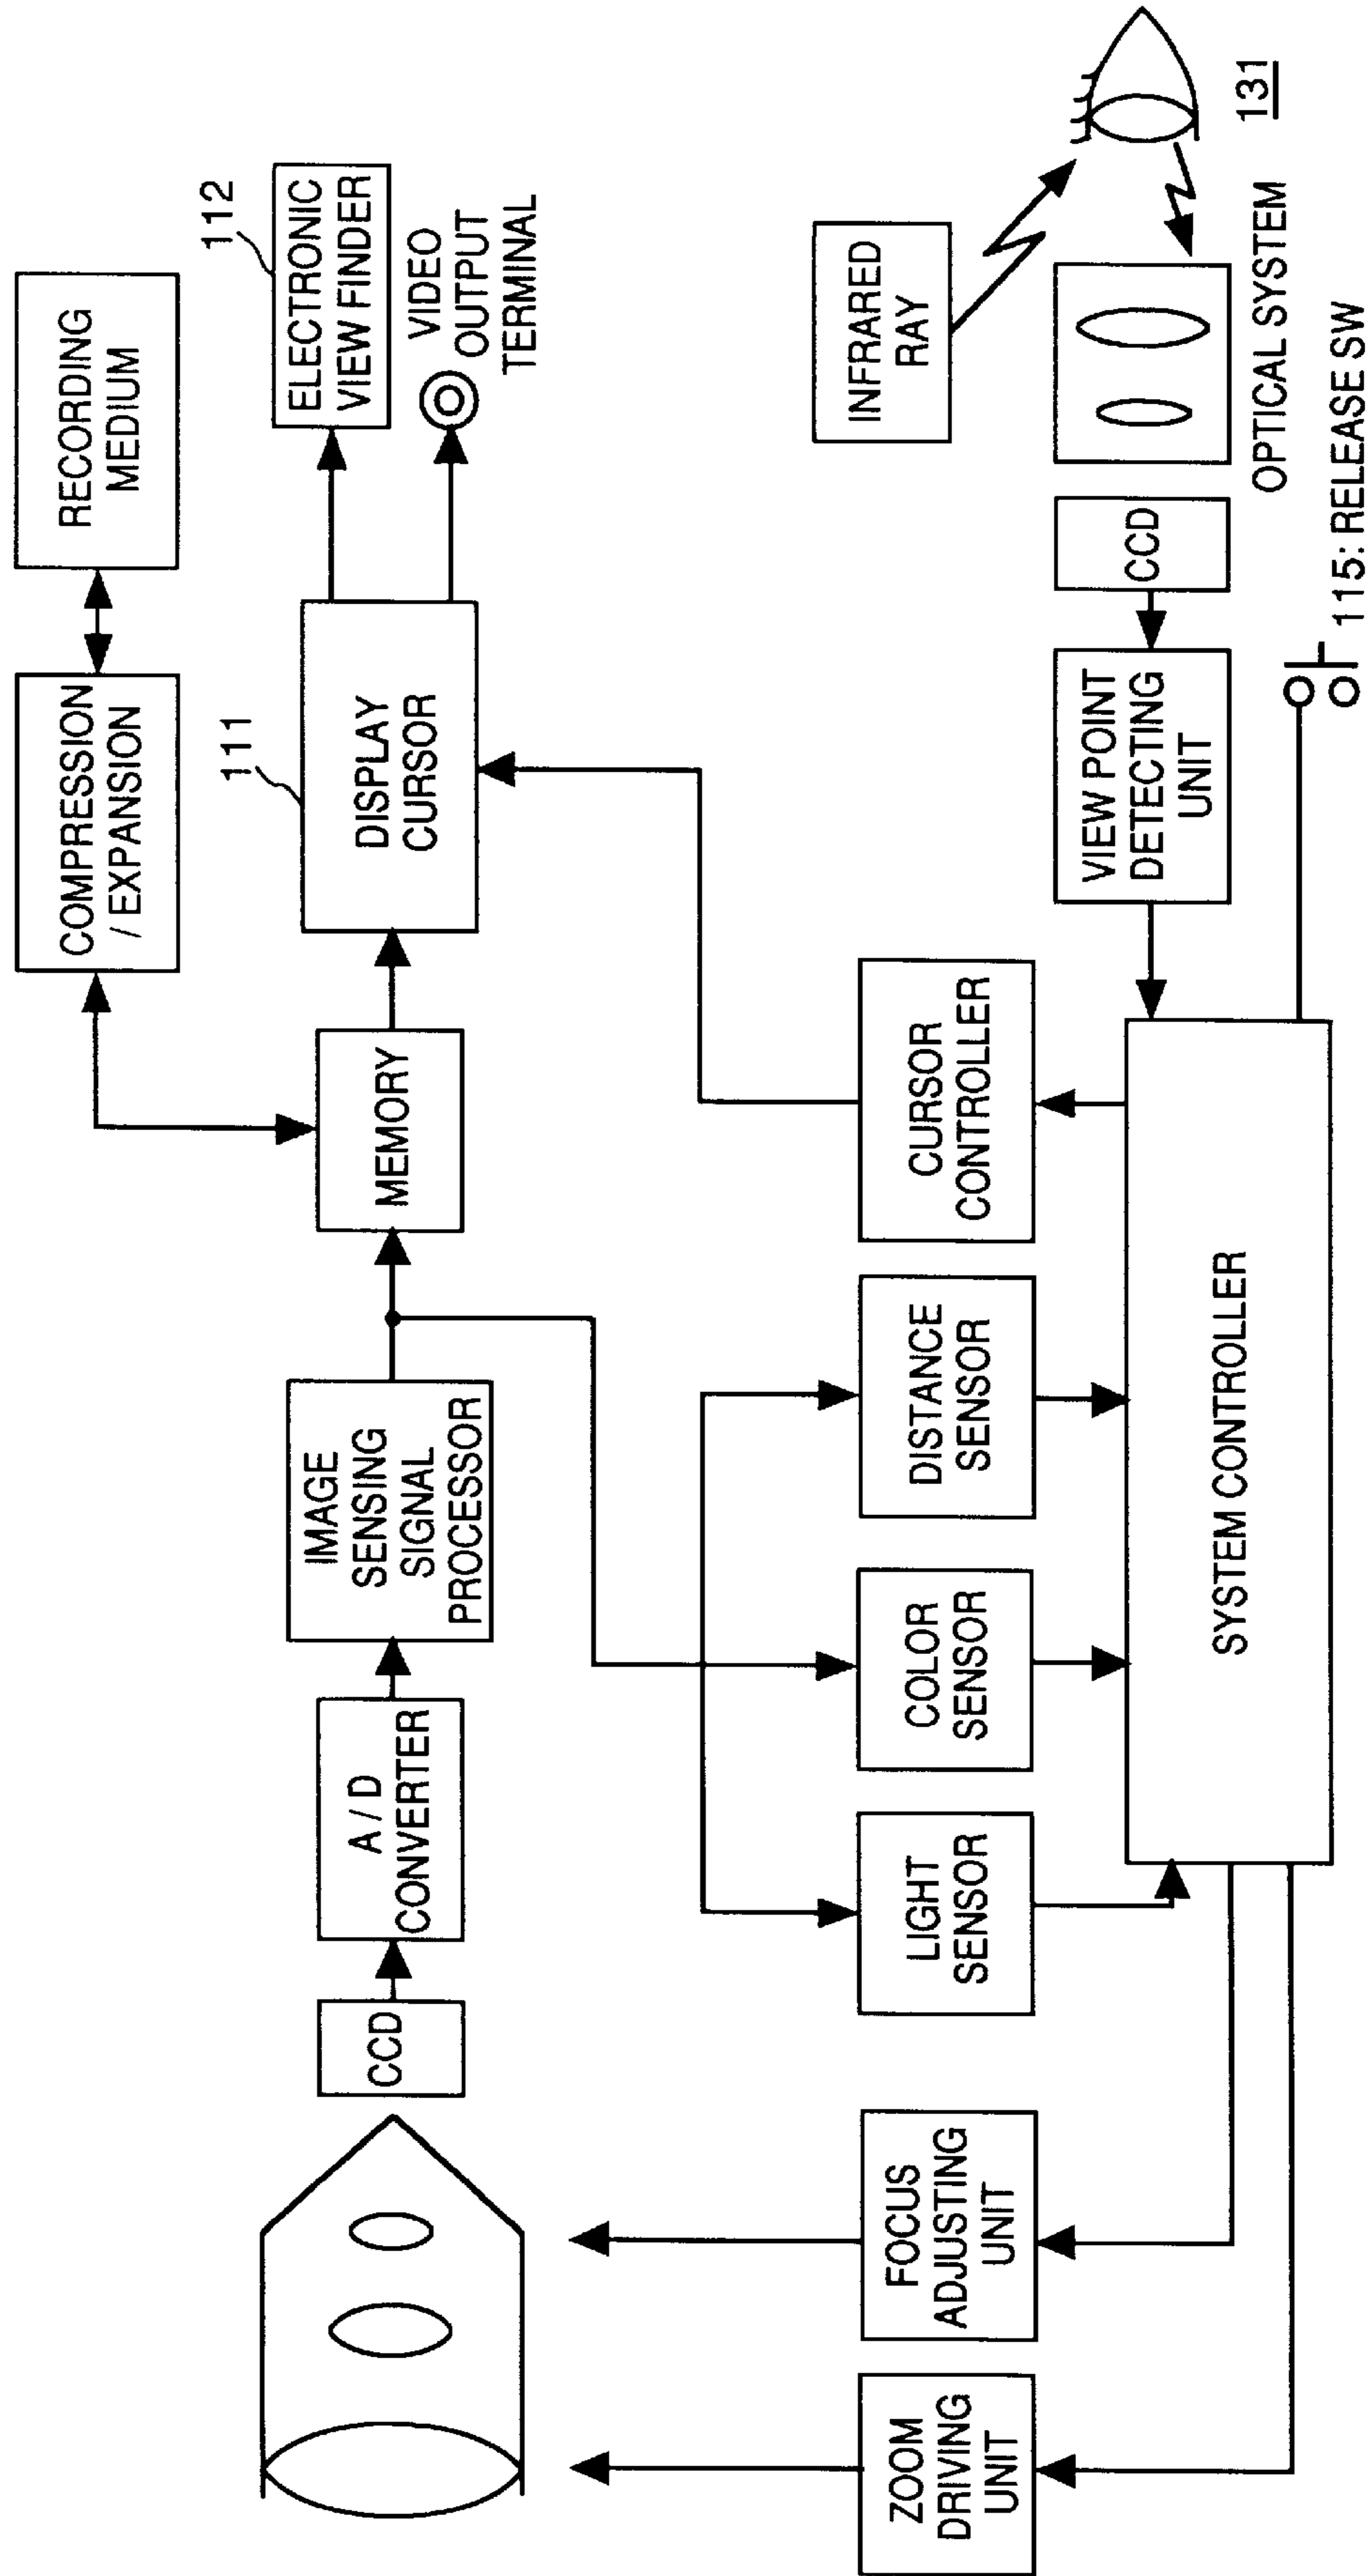 RECORDING
MEDIUM
COMPRESSION
/ EXPANSION
112
ELECTRONIC
VIEW FINDER
VIDEO
OUTPUT
TERMINAL
111
DISPLAY
CURSOR
MEMORY
IMAGE
SENSING
SIGNAL
PROCESSOR
A / D
CONVERTER
CCD
ZOOM
DRIVING
UNIT
FOCUS
ADJUSTING
UNIT
LIGHT
SENSOR
COLOR
SENSOR
DISTANCE
SENSOR
CURSOR
CONTROLLER
SYSTEM CONTROLLER
VIEW POINT
DETECTING
UNIT
CCD
OPTICAL SYSTEM
INFRARED
RAY
131
115: RELEASE SW